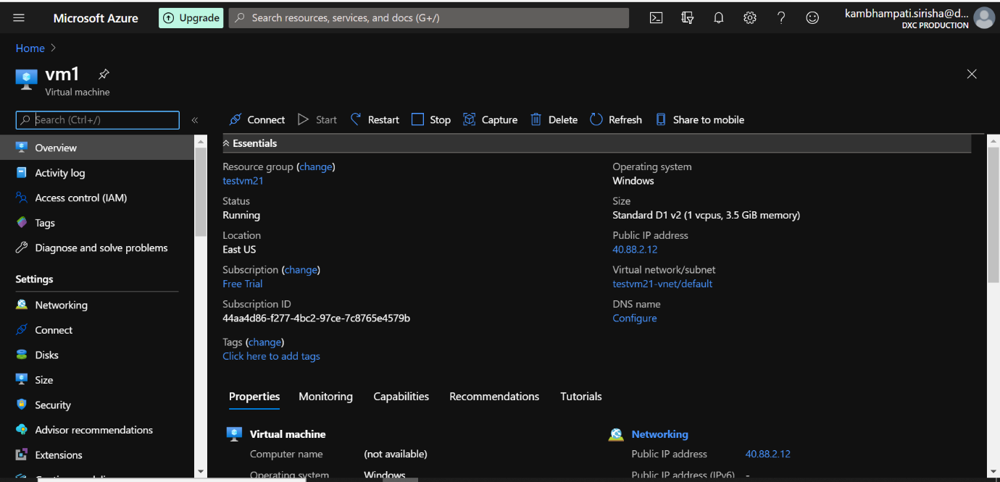 Microsoft Azure
Upgrade
Search resources, services, and docs (G+/)
kambhampati.sirisha@d...
DXC PRODUCTION
Home
vm1
Virtual machine
Search (Ctrl+/)
«
Connect
Start
Restart
Stop
Capture
Delete
Refresh
Share to mobile
Overview
Activity log
Access control (IAM)
Tags
Diagnose and solve problems
Settings
Networking
Connect
Disks
Size
Security
Advisor recommendations
Extensions
Essentials
Resource group (change)
testvm21
Status
Running
Location
East US
Subscription (change)
Free Trial
Subscription ID
44aa4d86-f277-4bc2-97ce-7c8765e4579b
Tags (change)
Click here to add tags
Operating system
Windows
Size
Standard D1 v2 (1 vcpus, 3.5 GiB memory)
Public IP address
40.88.2.12
Virtual network/subnet
testvm21-vnet/default
DNS name
Configure
Properties
Monitoring
Capabilities
Recommendations
Tutorials
Virtual machine
Computer name (not available)
Operating system Windows
Networking
Public IP address 40.88.2.12
Public IP address (IPv6) -